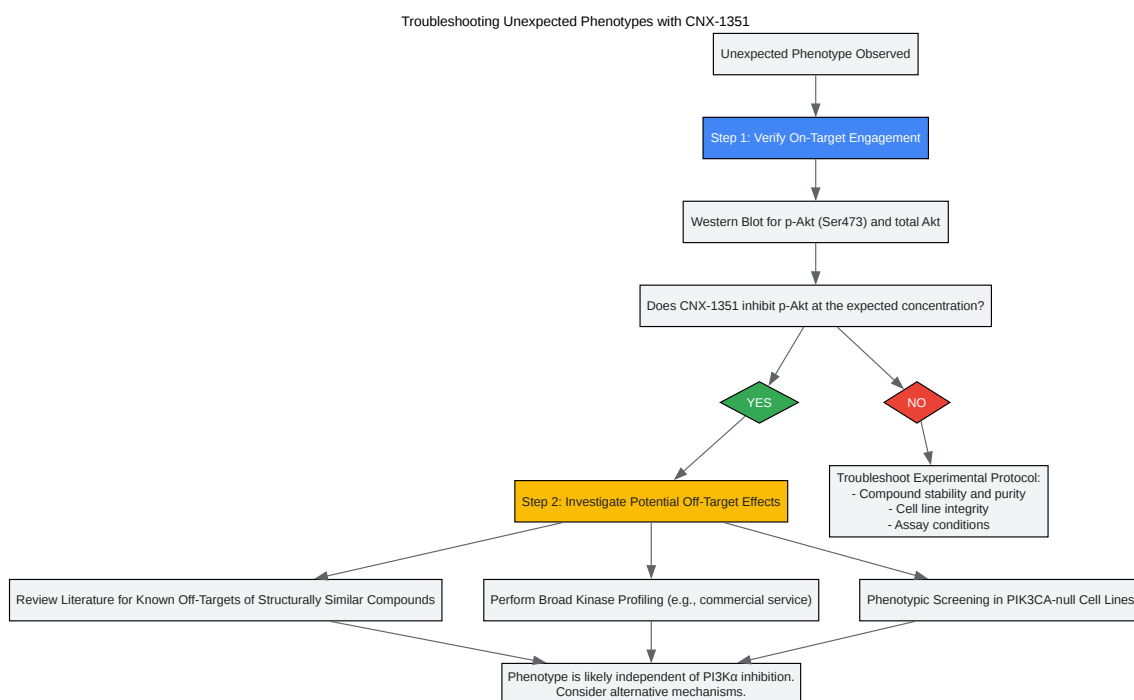 Troubleshooting Unexpected Phenotypes with CNX-1351
Unexpected Phenotype Observed
Step 1: Verify On-Target Engagement
Western Blot for p-Akt (Ser473) and total Akt
Does CNX-1351 inhibit p-Akt at the expected concentration?
YES
NO
Troubleshoot Experimental Protocol:
- Compound stability and purity
- Cell line integrity
- Assay conditions
Step 2: Investigate Potential Off-Target Effects
Review Literature for Known Off-Targets of Structurally Similar Compounds
Perform Broad Kinase Profiling (e.g., commercial service)
Phenotypic Screening in PIK3CA-null Cell Lines
Phenotype is likely independent of PI3Kα inhibition.
Consider alternative mechanisms.